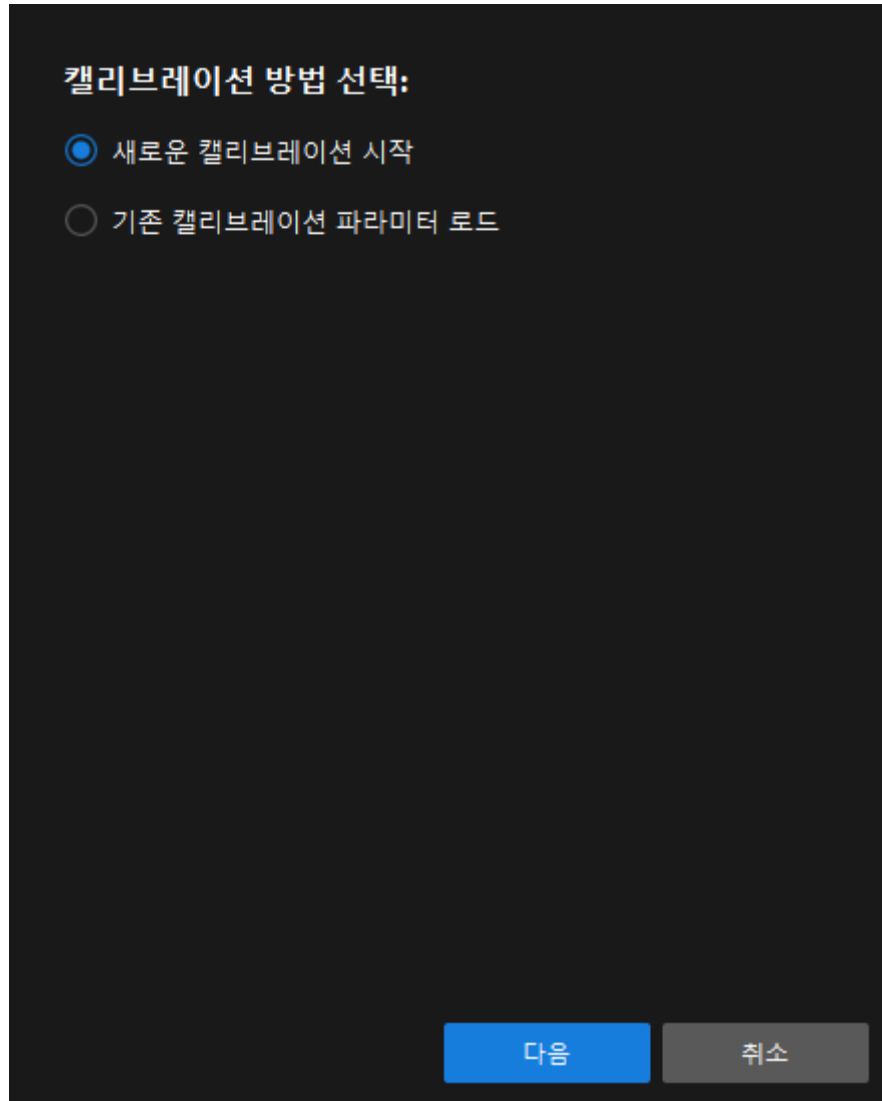 캘리브레이션 방법 선택:
새로운 캘리브레이션 시작
기존 캘리브레이션 파라미터 로드
다음
취소